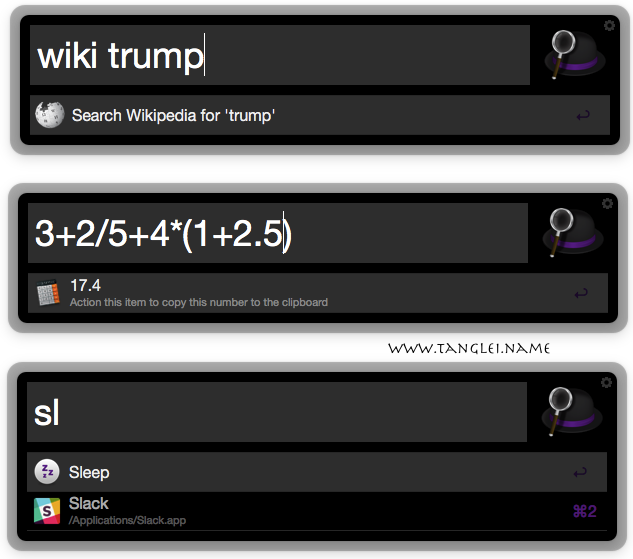 wiki trump
Search Wikipedia for 'trump'
3+2/5+4*(1+2.5)
17.4
Action this item to copy this number to the clipboard
www.tanglei.name
sl
Sleep
Slack
/Applications/Slack.app
⌘2